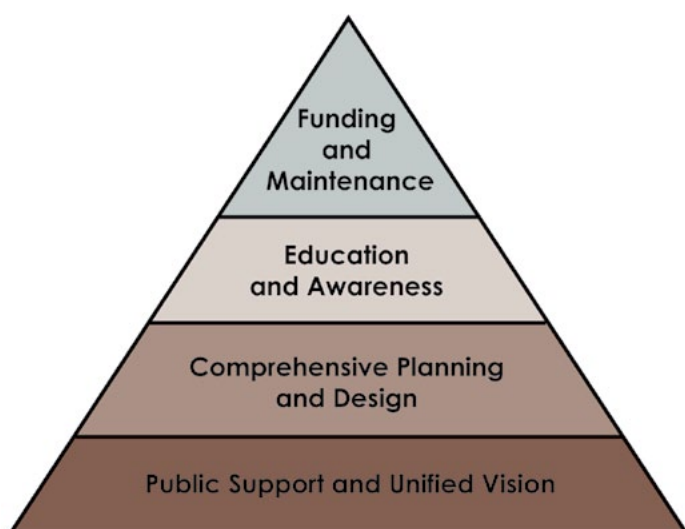 Funding
and
Maintenance
Education
and Awareness
Comprehensive Planning
and Design
Public Support and Unified Vision